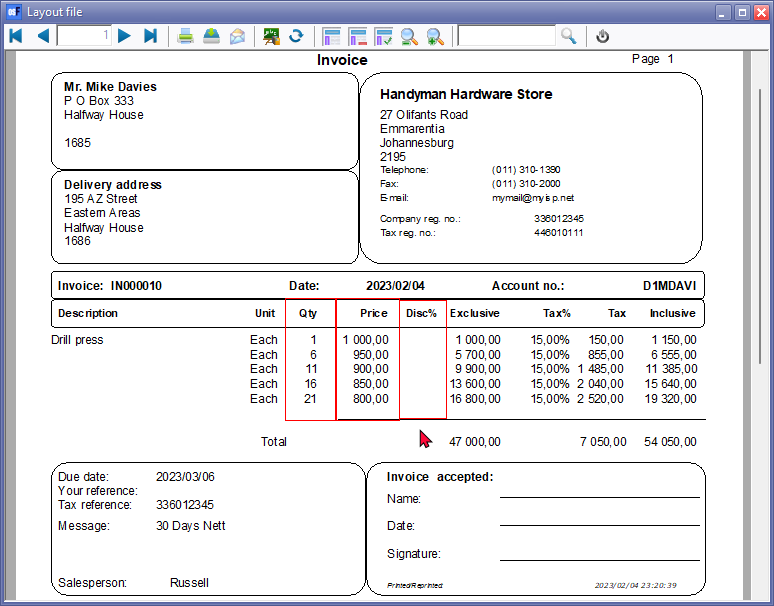 Layout file
1
Invoice Page 1
Mr. Mike Davies
P O Box 333
Halfway House
1685
Delivery address
195 AZ Street
Eastern Areas
Halfway House
1686
Handyman Hardware Store
27 Olifants Road
Emmarentia
Johannesburg
2195
Telephone: (011) 310-1390
Fax: (011) 310-2000
E-mail: mymail@myisp.net
Company reg. no.: 336012345
Tax reg. no.: 446010111
Invoice: IN000010 Date: 2023/02/04 Account no.: D1MDAVI
Description Unit Qty Price Disc% Exclusive Tax% Tax Inclusive
Drill press Each 1 1 000,00 1 000,00 15,00% 150,00 1 150,00
Each 6 950,00 5 700,00 15,00% 855,00 6 555,00
Each 11 900,00 9 900,00 15,00% 1 485,00 11 385,00
Each 16 850,00 13 600,00 15,00% 2 040,00 15 640,00
Each 21 800,00 16 800,00 15,00% 2 520,00 19 320,00
Total 47 000,00 7 050,00 54 050,00
Due date: 2023/03/06
Your reference:
Tax reference: 336012345
Message: 30 Days Nett
Salesperson: Russell
Invoice accepted:
Name:
Date:
Signature:
Printed/Reprinted 2023/02/04 23:20:39